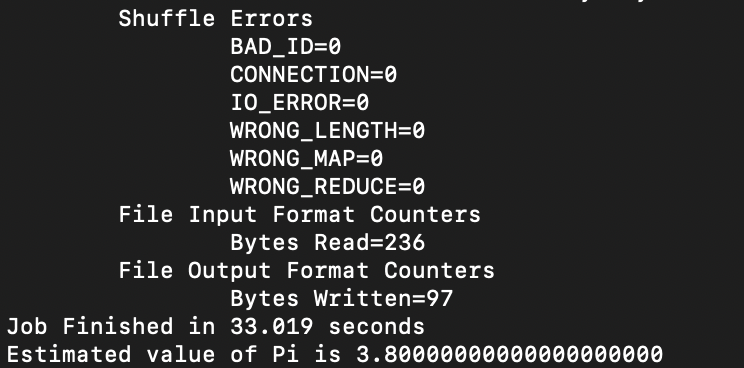 Shuffle Errors
BAD_ID=0
CONNECTION=0
IO_ERROR=0
WRONG_LENGTH=0
WRONG_MAP=0
WRONG_REDUCE=0
File Input Format Counters
Bytes Read=236
File Output Format Counters
Bytes Written=97
Job Finished in 33.019 seconds
Estimated value of Pi is 3.80000000000000000000